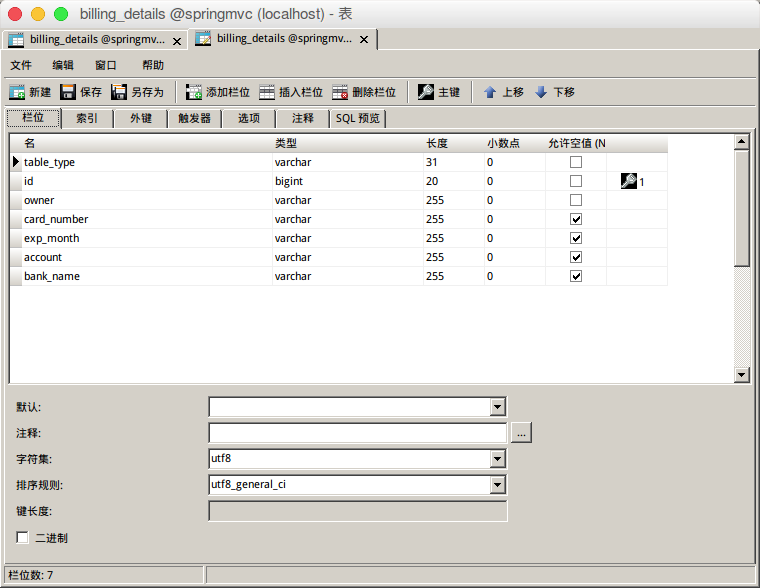 billing_details @springmvc (localhost) - 表
billing_details @springmv... billing_details @springmv...
文件 编辑 窗口 帮助
新建 保存 另存为 添加栏位 插入栏位 删除栏位 主键 上移 下移
栏位 索引 外键 触发器 选项 注释 SQL 预览
名 类型 长度 小数点 允许空值 (N
table_type varchar 31 0
id bigint 20 0 1
owner varchar 255 0
card_number varchar 255 0
exp_month varchar 255 0
account varchar 255 0
bank_name varchar 255 0
默认:
注释: ...
字符集: utf8
排序规则: utf8_general_ci
键长度:
二进制
栏位数: 7